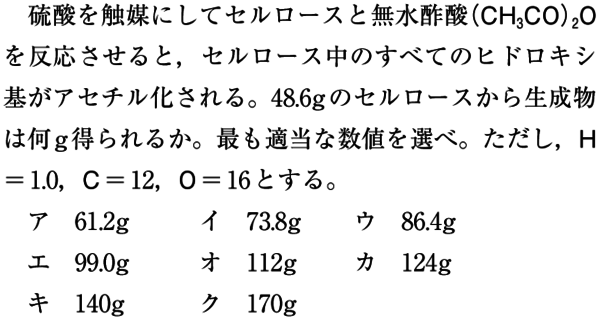 硫酸を触媒にしてセルロースと無水酢酸(CH₃CO)₂O
を反応させると，セルロース中のすべてのヒドロキシ
基がアセチル化される。48.6gのセルロースから生成物
は何g得られるか。最も適当な数値を選べ。ただし，H
＝1.0，C＝12，O＝16とする。
ア 61.2g イ 73.8g ウ 86.4g
エ 99.0g オ 112g カ 124g
キ 140g ク 170g